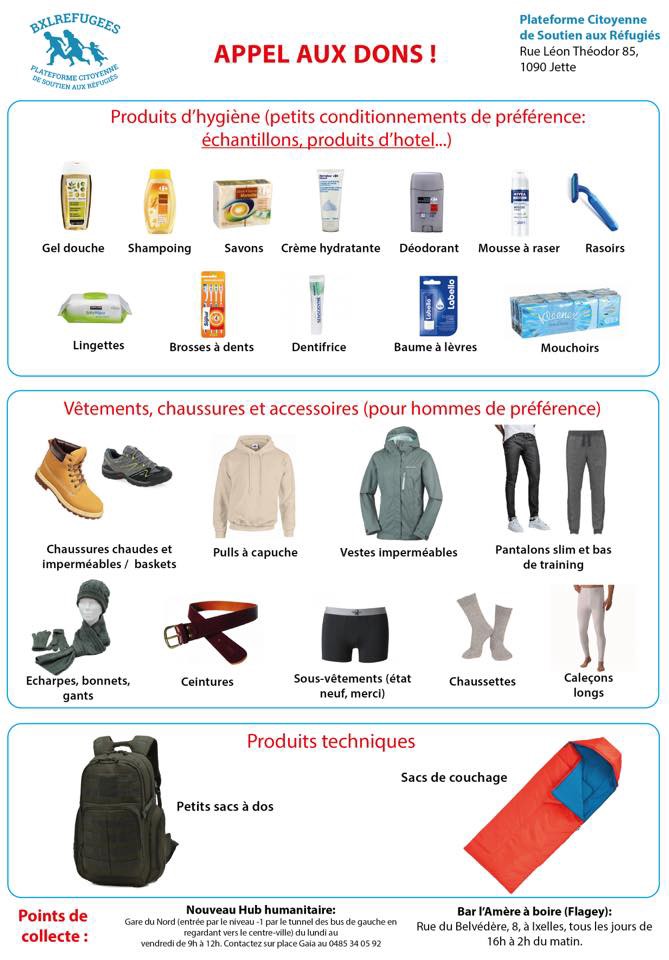 BXLREFUGEES
PLATEFORME CITOYENNE
DE SOUTIEN AUX RÉFUGIÉS
APPEL AUX DONS !
Plateforme Citoyenne
de Soutien aux Réfugiés
Rue Léon Théodor 85,
1090 Jette
Produits d’hygiène (petits conditionnements de préférence:
échantillons, produits d’hotel...)
Gel douche
Shampoing
Savons
Crème hydratante
Déodorant
Mousse à raser
Rasoirs
NIVEA
Lingettes
Brosses à dents
Dentifrice
Baume à lèvres
Mouchoirs
Signal
SENSODYNE
Labello
Labello
Kleenex
Vêtements, chaussures et accessoires (pour hommes de préférence)
Chaussures chaudes et
imperméables / baskets
Pulls à capuche
Vestes imperméables
Pantalons slim et bas
de training
Echarpes, bonnets,
gants
Ceintures
Sous-vêtements (état
neuf, merci)
Chaussettes
Caleçons
longs
Produits techniques
Petits sacs à dos
Sacs de couchage
Points de
collecte :
Nouveau Hub humanitaire:
Gare du Nord (entrée par le niveau -1 par le tunnel des bus de gauche en
regardant vers le centre-ville) du lundi au
vendredi de 9h à 12h. Contactez sur place Gaia au 0485 34 05 92
Bar l’Amère à boire (Flagey):
Rue du Belvédère, 8, à Ixelles, tous les jours de
16h à 2h du matin.